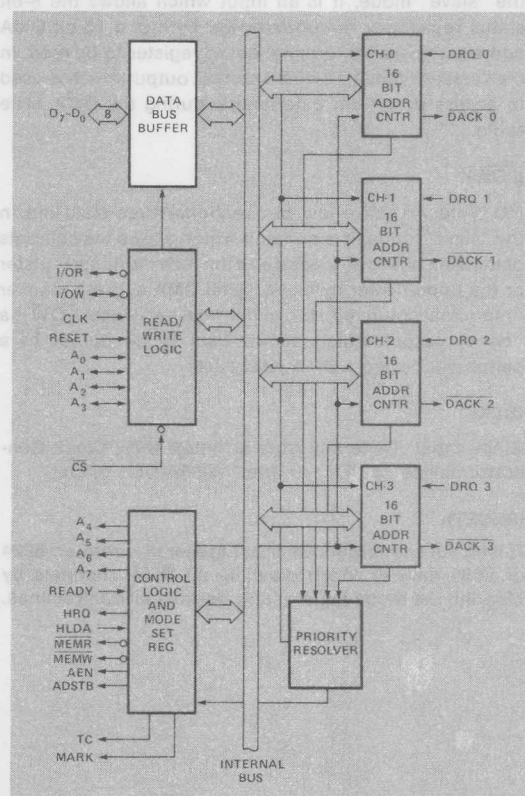 D7-D0
8
DATA
BUS
BUFFER
I/OR
I/OW
CLK
RESET
A0
A1
A2
A3
CS
READ/
WRITE
LOGIC
A4
A5
A6
A7
READY
HRQ
HLDA
MEMR
MEMW
AEN
ADSTB
TC
MARK
CONTROL
LOGIC
AND
MODE
SET
REG
INTERNAL
BUS
CH-0
16
BIT
ADDR
CNTR
DRQ 0
DACK 0
CH-1
16
BIT
ADDR
CNTR
DRQ 1
DACK 1
CH-2
16
BIT
ADDR
CNTR
DRQ 2
DACK 2
CH-3
16
BIT
ADDR
CNTR
DRQ 3
DACK 3
PRIORITY
RESOLVER